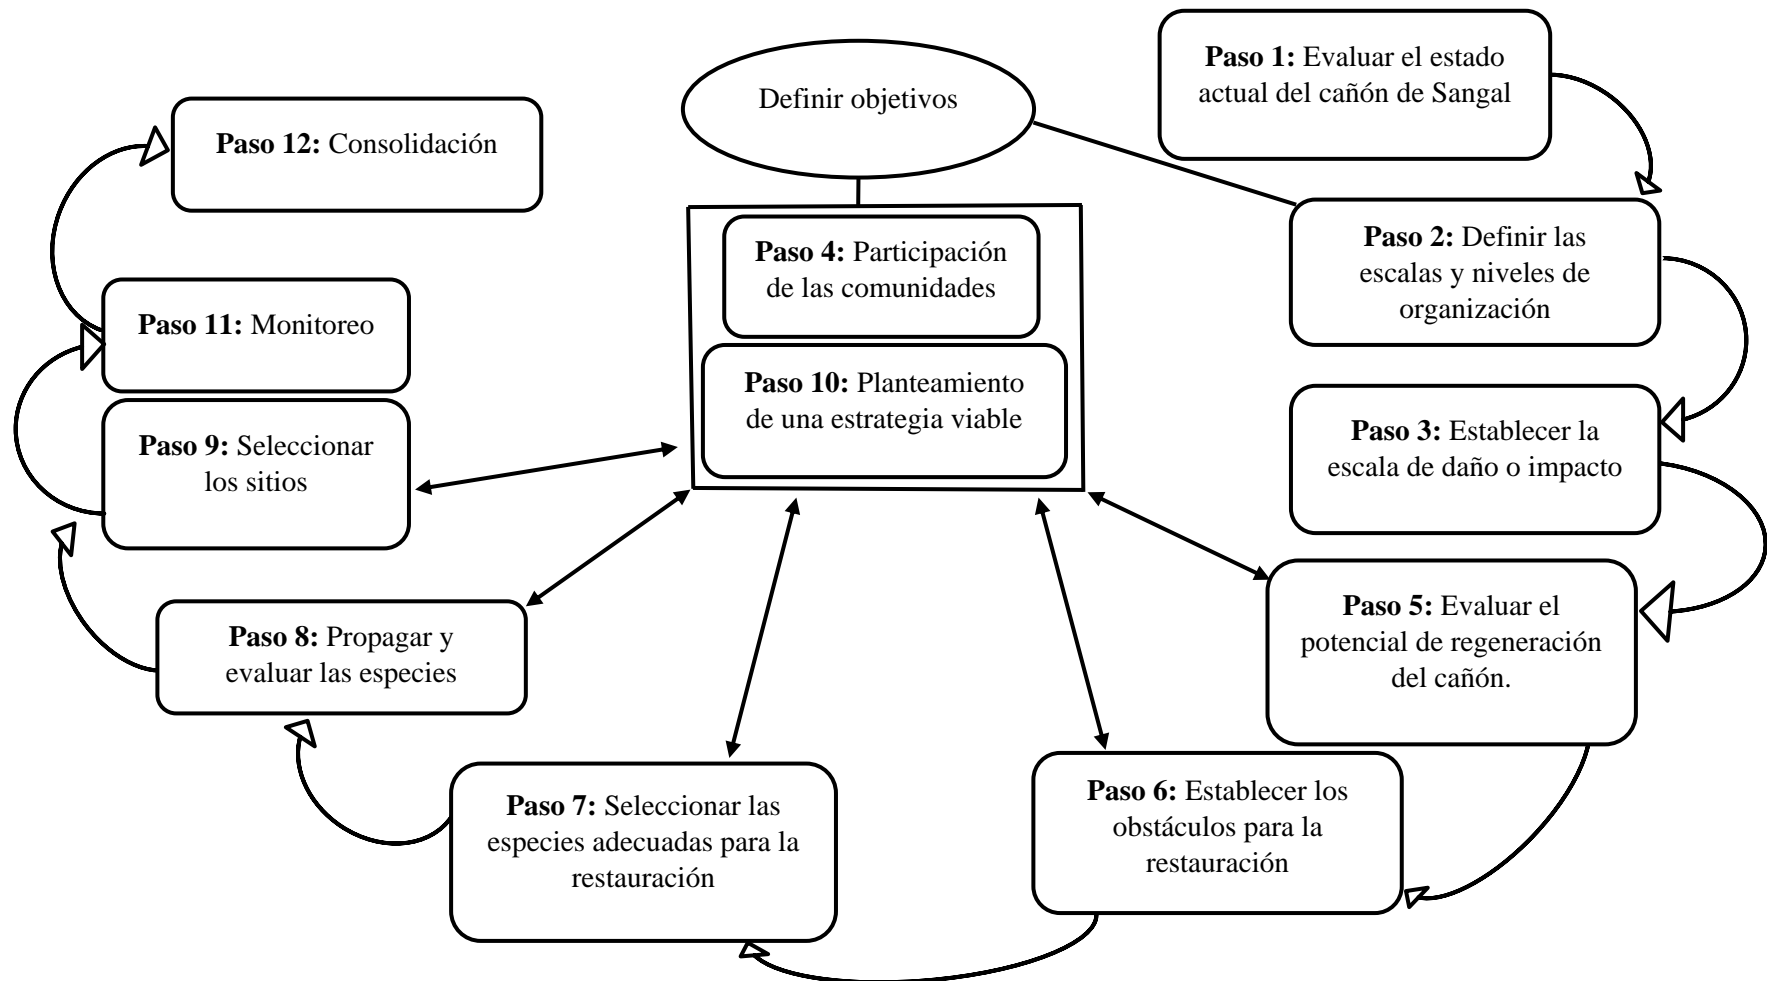 Definir objetivos
Paso 1: Evaluar el estado
actual del cañón de Sangal
Paso 12: Consolidación
Paso 4: Participación
de las comunidades
Paso 2: Definir las
escalas y niveles de
organización
Paso 11: Monitoreo
Paso 10: Planteamiento
de una estrategia viable
Paso 3: Establecer la
escala de daño o impacto
Paso 9: Seleccionar
los sitios
Paso 5: Evaluar el
potencial de regeneración
del cañón.
Paso 8: Propagar y
evaluar las especies
Paso 7: Seleccionar las
especies adecuadas para la
restauración
Paso 6: Establecer los
obstáculos para la
restauración